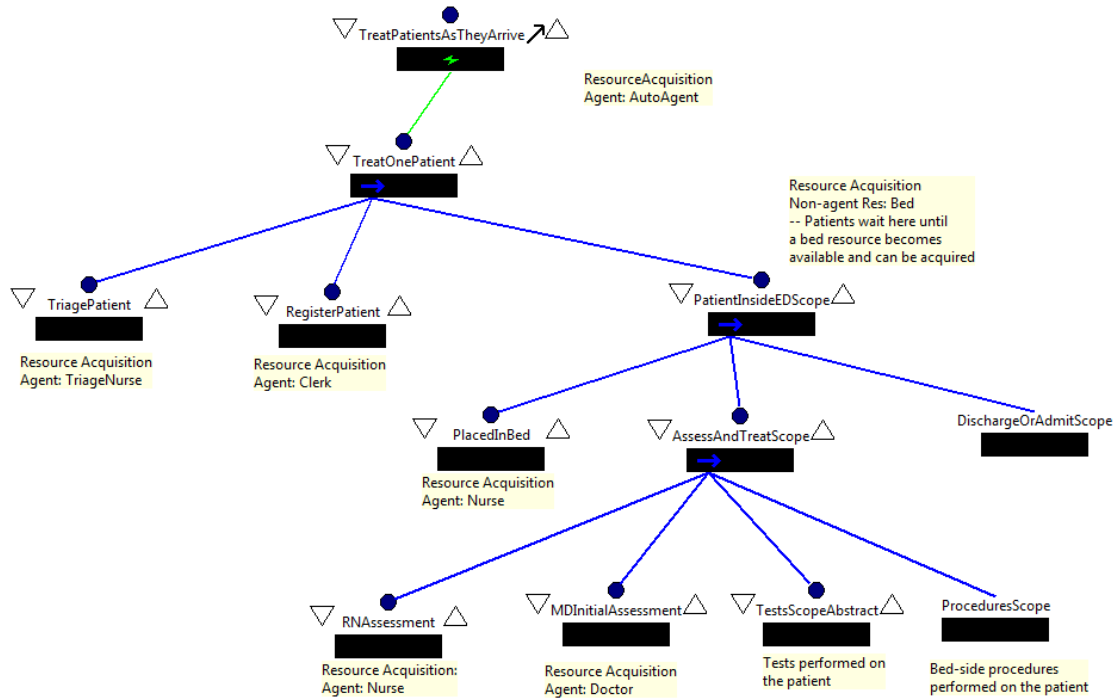 TreatPatientsAsTheyArrive
ResourceAcquisition
Agent: AutoAgent
TreatOnePatient
Resource Acquisition
Non-agent Res: Bed
-- Patients wait here until
a bed resource becomes
available and can be acquired
TriagePatient
Resource Acquisition
Agent: TriageNurse
RegisterPatient
Resource Acquisition
Agent: Clerk
PatientInsideEDScope
PlacedInBed
Resource Acquisition
Agent: Nurse
AssessAndTreatScope
DischargeOrAdmitScope
RNAssessment
Resource Acquisition:
Agent: Nurse
MDInitialAssessment
Resource Acquisition
Agent: Doctor
TestsScopeAbstract
Tests performed on
the patient
ProceduresScope
Bed-side procedures
performed on the patient